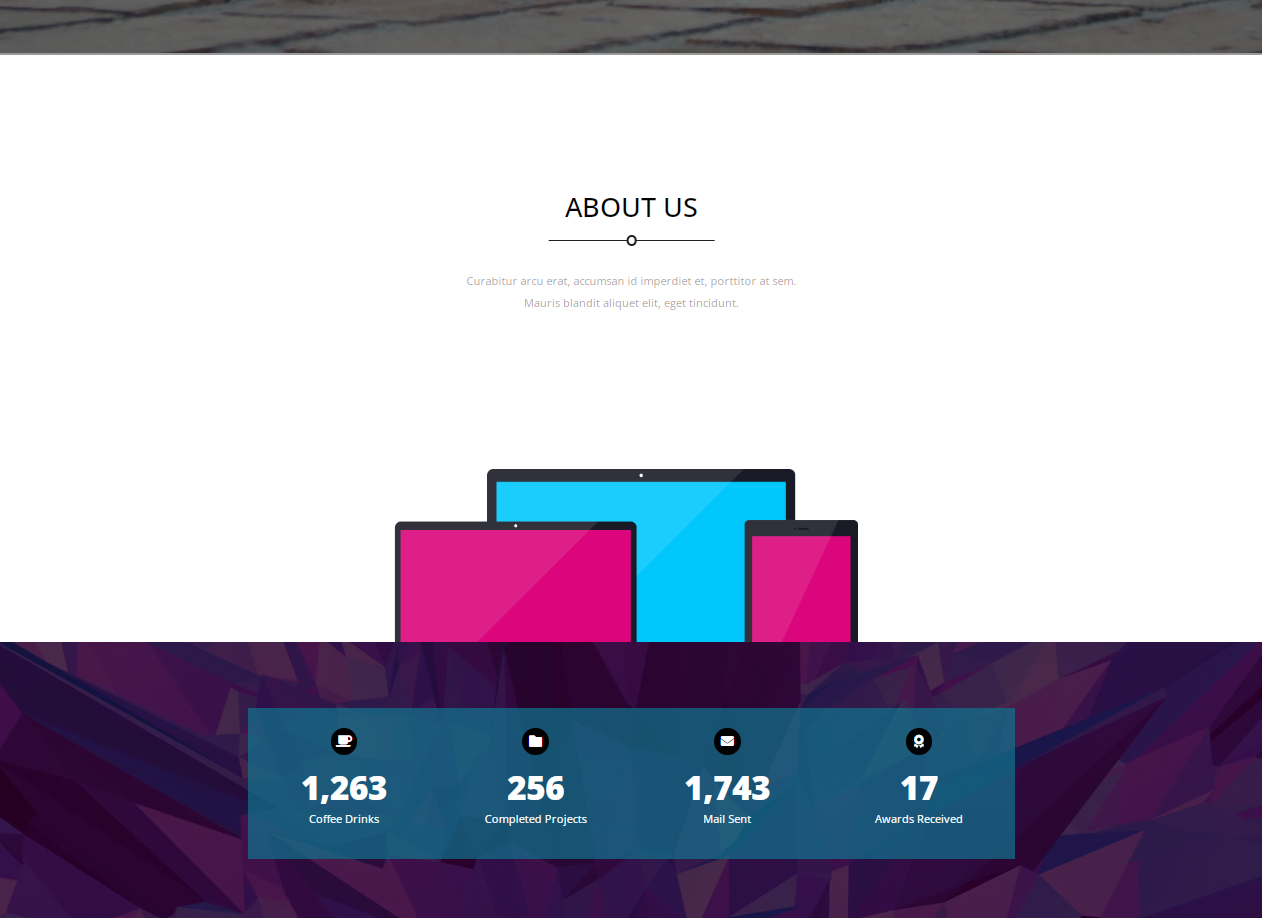 ABOUT US
Curabitur arcu erat, accumsan id imperdiet et, porttitor at sem.
Mauris blandit aliquet elit, eget tincidunt.
1,263
256
1,743
17
Coffee Drinks
Completed Projects
Mail Sent
Awards Received